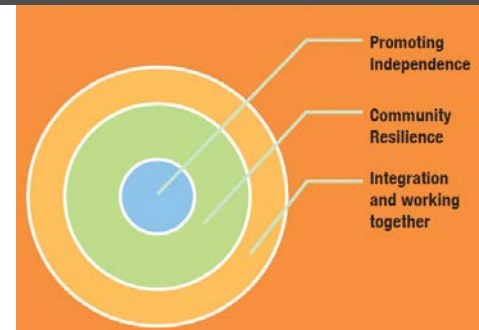 Promoting
Independence
Community
Resilience
Integration
and working
together